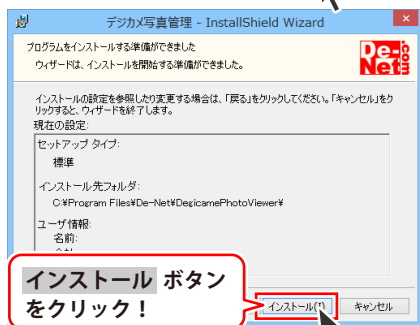 デジカメ写真管理 - InstallShield Wizard
×
プログラムをインストールする準備ができました
ウィザードは、インストールを開始する準備ができました。
De-Net.com
インストールの設定を参照したり変更する場合は、「戻る」をクリックしてください。「キャンセル」をク
リックすると、ウィザードを終了します。
現在の設定:
セットアップ タイプ:
標準
インストール先フォルダ:
C:¥Program Files¥De-Net¥DegicamePhotoViewer¥
ユーザ情報:
名前:
インストール ボタン
をクリック！
インストール(I)
キャンセル